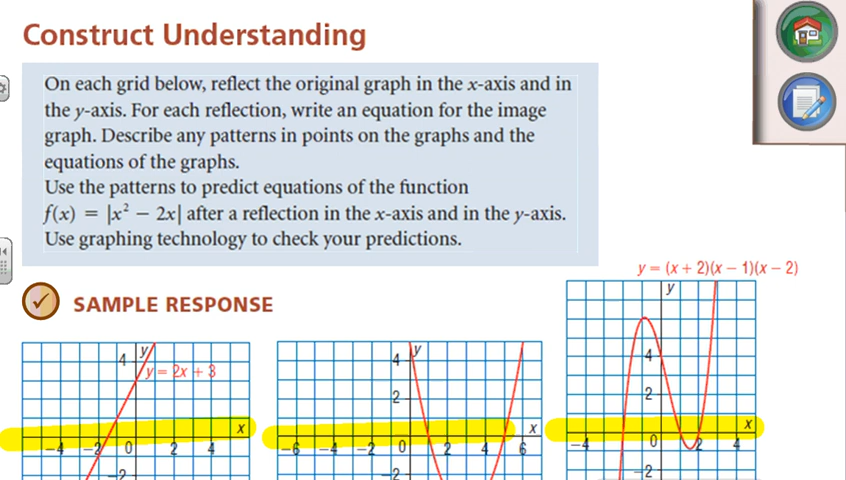 Construct Understanding
On each grid below, reflect the original graph in the x-axis and in
the y-axis. For each reflection, write an equation for the image
graph. Describe any patterns in points on the graphs and the
equations of the graphs.
Use the patterns to predict equations of the function
f(x) = |x² − 2x| after a reflection in the x-axis and in the y-axis.
Use graphing technology to check your predictions.
SAMPLE RESPONSE
y
4
y = 2x + 3
x
−4 −2 0 2 4
−2
y
4
2
x
−6 −4 −2 0 2 4 6
−2
y = (x + 2)(x − 1)(x − 2)
y
4
2
x
−4 0 2 4
−2